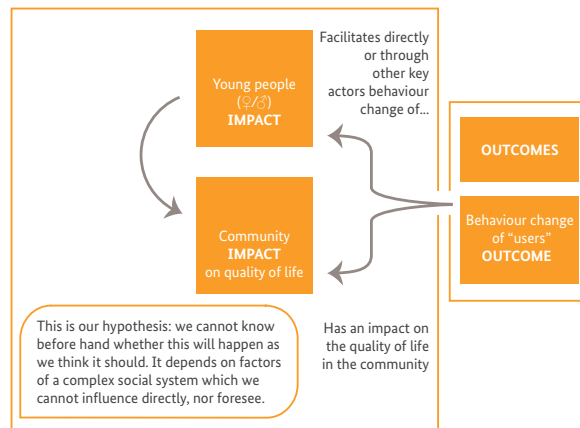 Facilitates directly
or through
other key
actors behaviour
change of...
Young people
(♀/♂)
IMPACT
OUTCOMES
Behaviour change
of “users”
OUTCOME
Community
IMPACT
on quality of life
This is our hypothesis: we cannot know
before hand whether this will happen as
we think it should. It depends on factors
of a complex social system which we
cannot influence directly, nor foresee.
Has an impact on
the quality of life
in the community